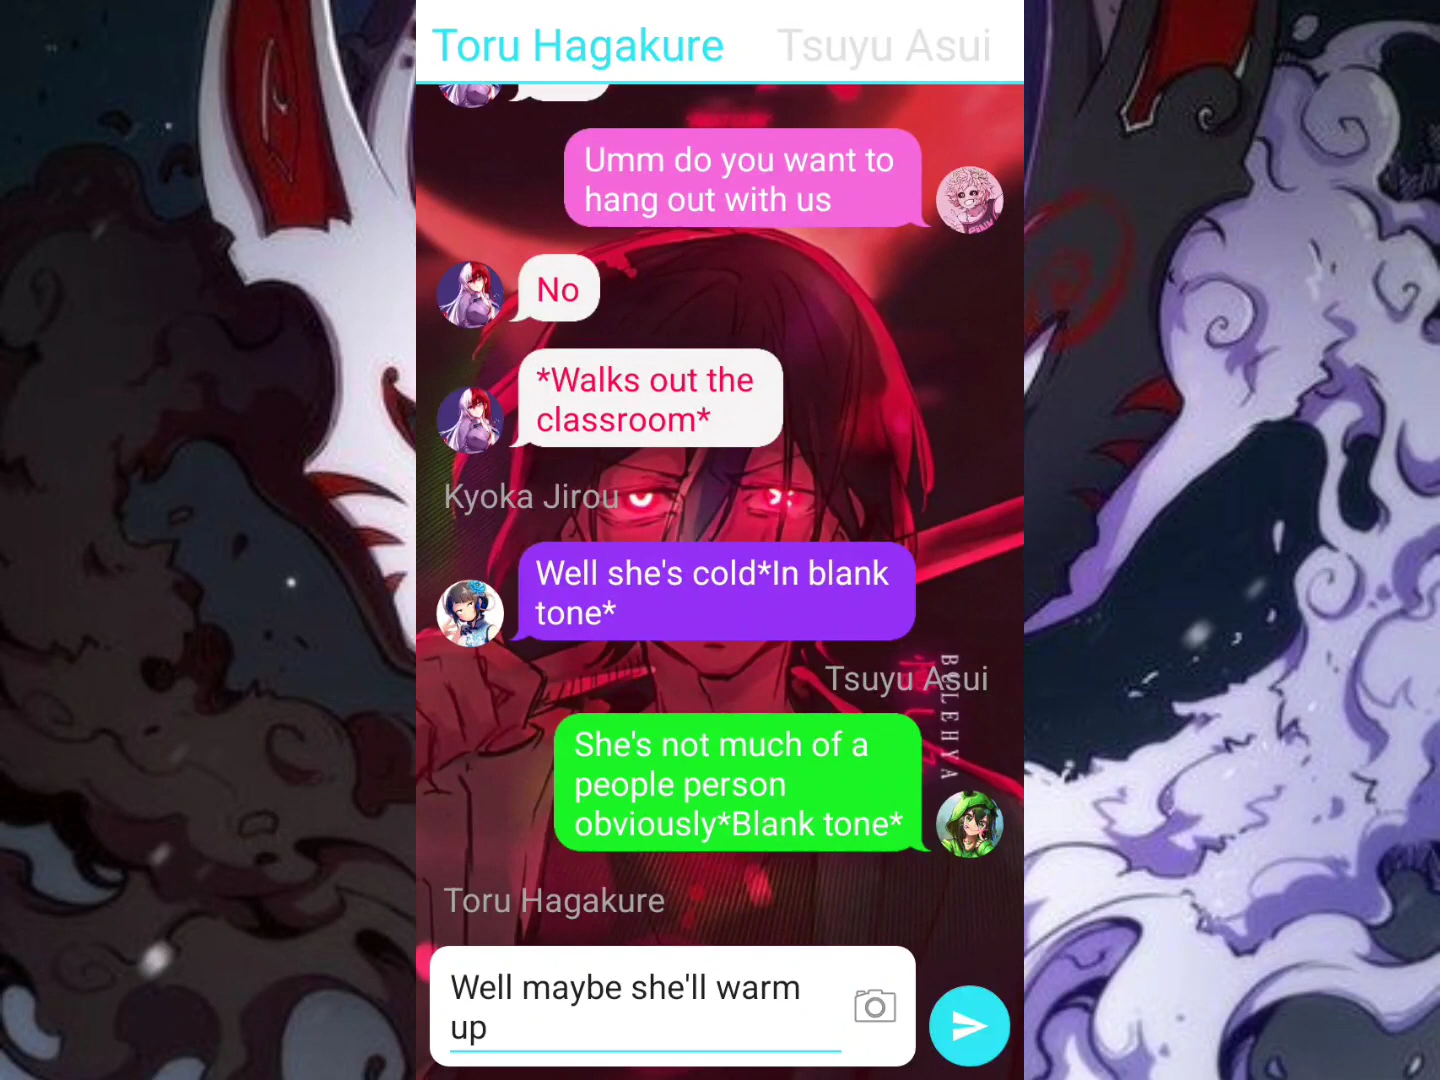 Toru Hagakure Tsuyu Asui
Umm do you want to
hang out with us
No
*Walks out the
classroom*
Kyoka Jirou
Well she's cold*In blank
tone*
Tsuyu Asui
BELEHYA
She's not much of a
people person
obviously*Blank tone*
Toru Hagakure
Well maybe she'll warm
up